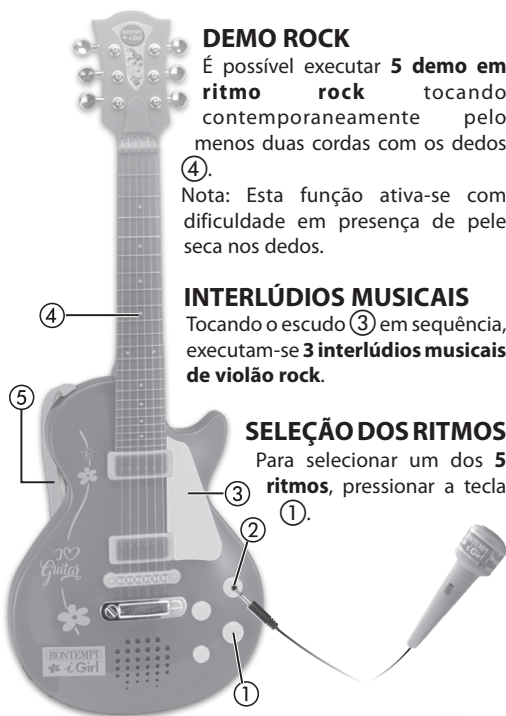 DEMO ROCK
É possível executar 5 demo em
ritmo rock tocando
contemporaneamente pelo
menos duas cordas com os dedos
④.
Nota: Esta função ativa-se com
dificuldade em presença de pele
seca nos dedos.
INTERLÚDIOS MUSICAIS
Tocando o escudo ③ em sequência,
executam-se 3 interlúdios musicais
de violão rock.
SELEÇÃO DOS RITMOS
Para selecionar um dos 5
ritmos, pressionar a tecla
①.
④
⑤
③
②
①
I
Guitar
BONTEMPI
iGirl
BONTEMPI
iGirl